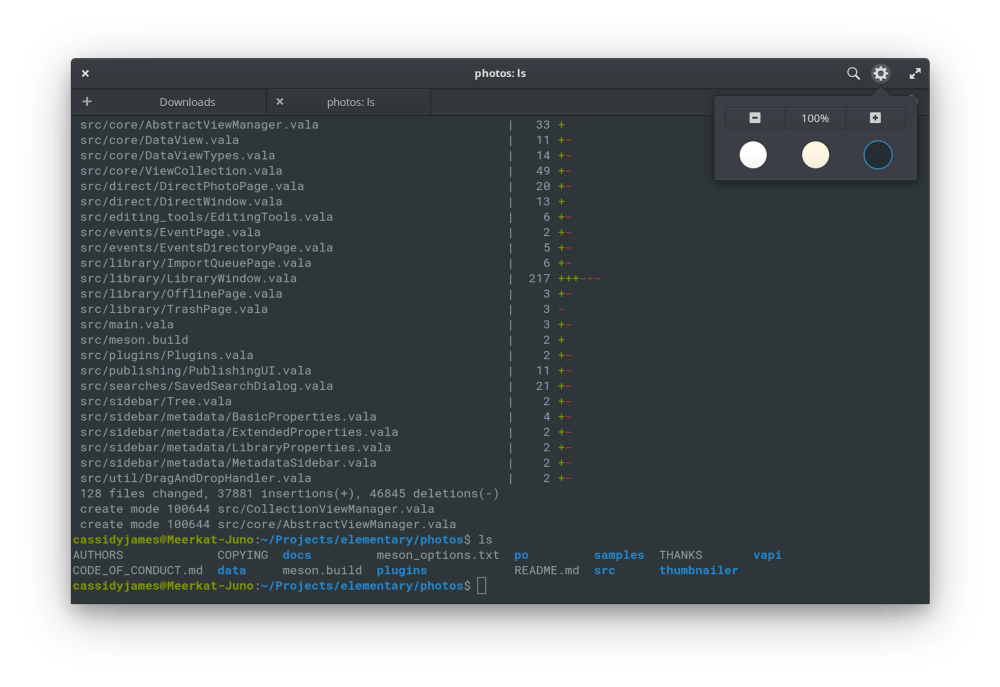 photos: ls
Downloads photos: ls
100%
src/core/AbstractViewManager.vala | 33 +
src/core/DataView.vala | 11 +-
src/core/DataViewTypes.vala | 14 +-
src/core/ViewCollection.vala | 49 +-
src/direct/DirectPhotoPage.vala | 20 +-
src/direct/DirectWindow.vala | 13 +
src/editing_tools/EditingTools.vala | 6 +-
src/events/EventPage.vala | 2 +-
src/events/EventsDirectoryPage.vala | 5 +-
src/library/ImportQueuePage.vala | 6 +-
src/library/LibraryWindow.vala | 217 +++---
src/library/OfflinePage.vala | 3 +-
src/library/TrashPage.vala | 3 -
src/main.vala | 3 +-
src/meson.build | 2 +
src/plugins/Plugins.vala | 2 +-
src/publishing/PublishingUI.vala | 11 +-
src/searches/SavedSearchDialog.vala | 21 +-
src/sidebar/Tree.vala | 2 +-
src/sidebar/metadata/BasicProperties.vala | 4 +-
src/sidebar/metadata/ExtendedProperties.vala | 2 +-
src/sidebar/metadata/LibraryProperties.vala | 2 +-
src/sidebar/metadata/MetadataSidebar.vala | 2 +-
src/util/DragAndDropHandler.vala | 2 +-
128 files changed, 37881 insertions(+), 46845 deletions(-)
create mode 100644 src/CollectionViewManager.vala
create mode 100644 src/core/AbstractViewManager.vala
cassidyjames@Meerkat-Juno:~/Projects/elementary/photos$ ls
AUTHORS COPYING docs meson_options.txt po samples THANKS vapi
CODE_OF_CONDUCT.md data meson.build plugins README.md src thumbnailer
cassidyjames@Meerkat-Juno:~/Projects/elementary/photos$